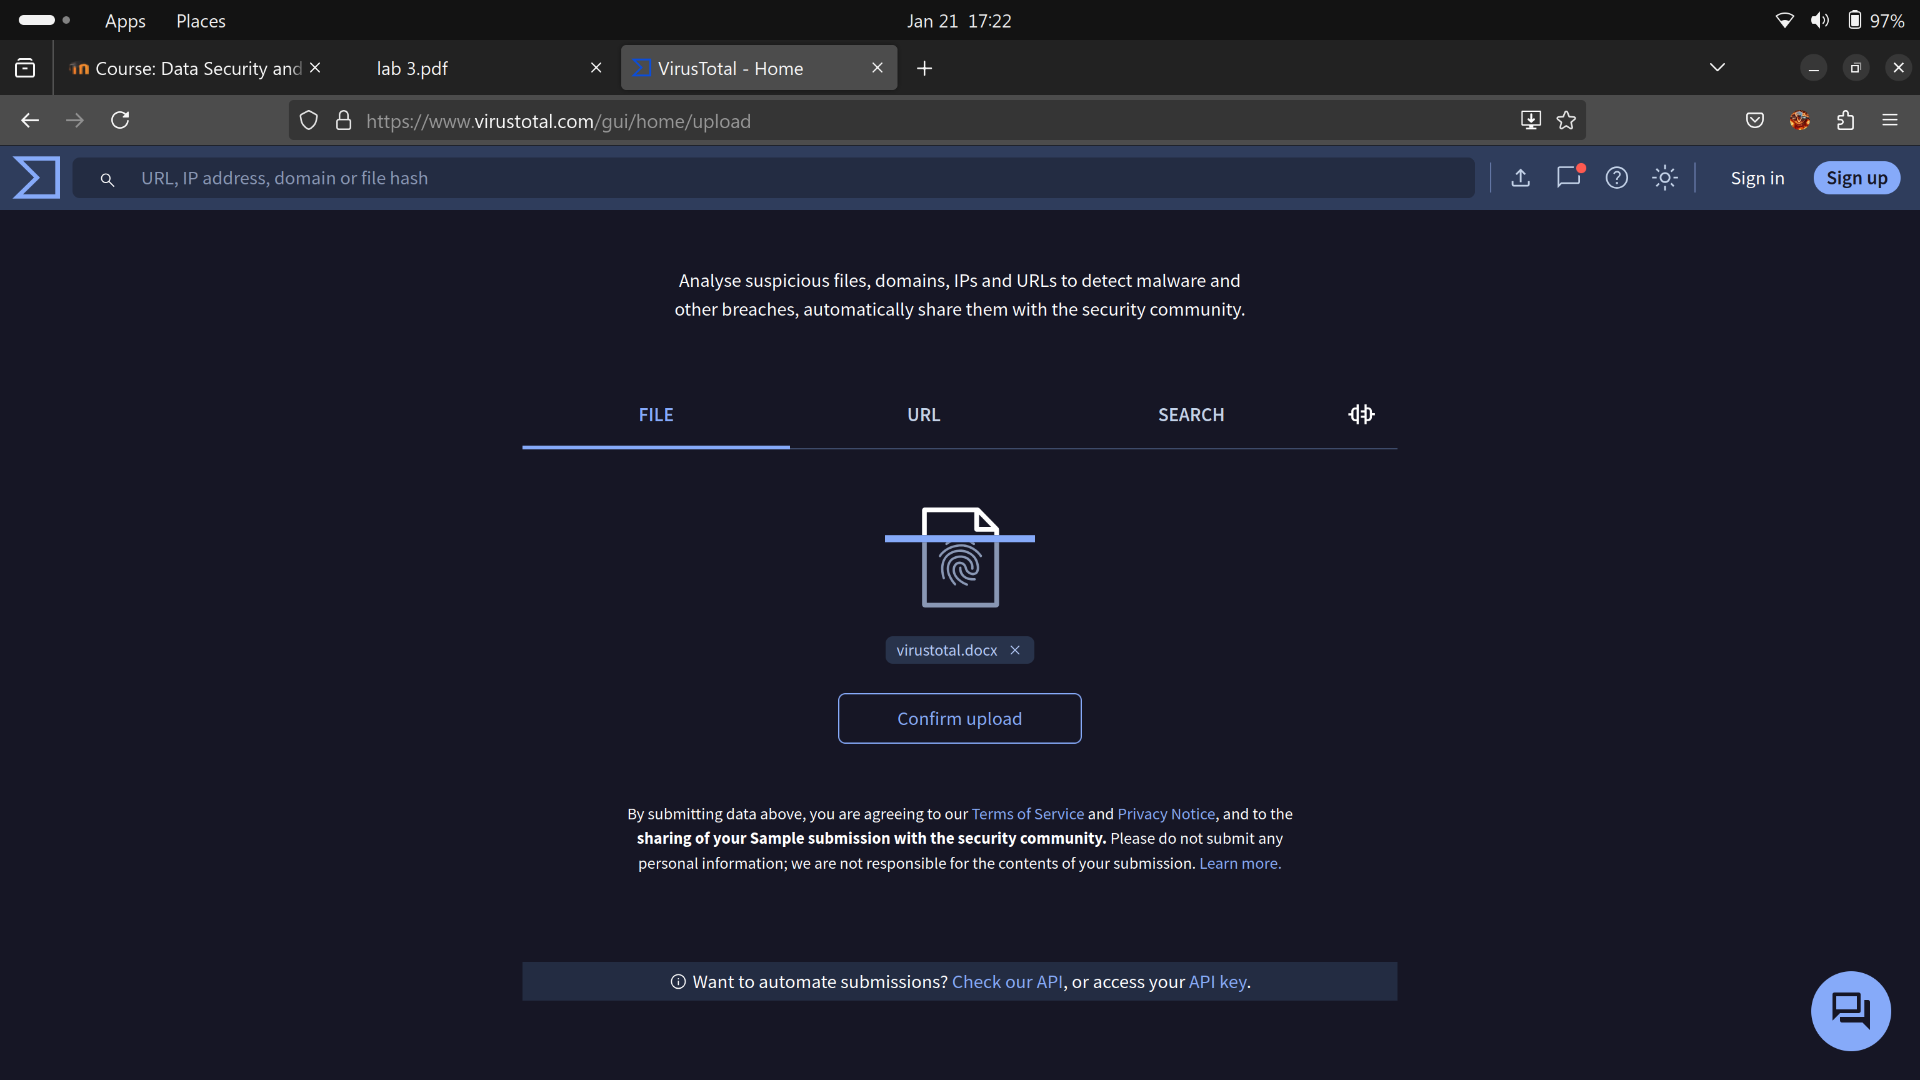 Apps Places Jan 21 17:22 97%
Course: Data Security and lab 3.pdf VirusTotal - Home
https://www.virustotal.com/gui/home/upload
URL, IP address, domain or file hash Sign in Sign up
Analyse suspicious files, domains, IPs and URLs to detect malware and
other breaches, automatically share them with the security community.
FILE URL SEARCH
virustotal.docx
Confirm upload
By submitting data above, you are agreeing to our Terms of Service and Privacy Notice, and to the
sharing of your Sample submission with the security community. Please do not submit any
personal information; we are not responsible for the contents of your submission. Learn more.
Want to automate submissions? Check our API, or access your API key.